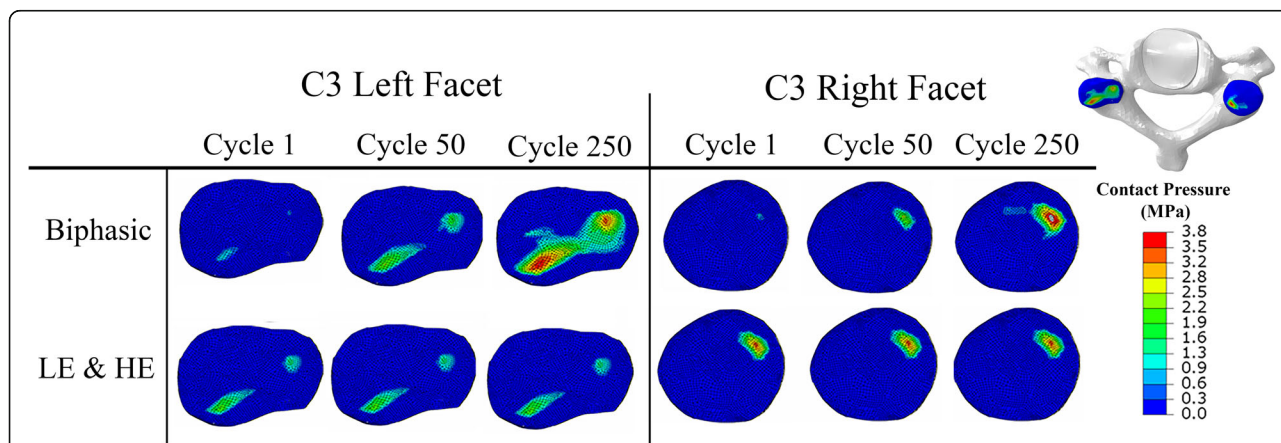 C3 Left Facet
C3 Right Facet
Cycle 1
Cycle 50
Cycle 250
Cycle 1
Cycle 50
Cycle 250
Biphasic
LE & HE
Contact Pressure
(MPa)
3.8
3.5
3.2
2.8
2.5
2.2
1.9
1.6
1.3
0.9
0.6
0.3
0.0